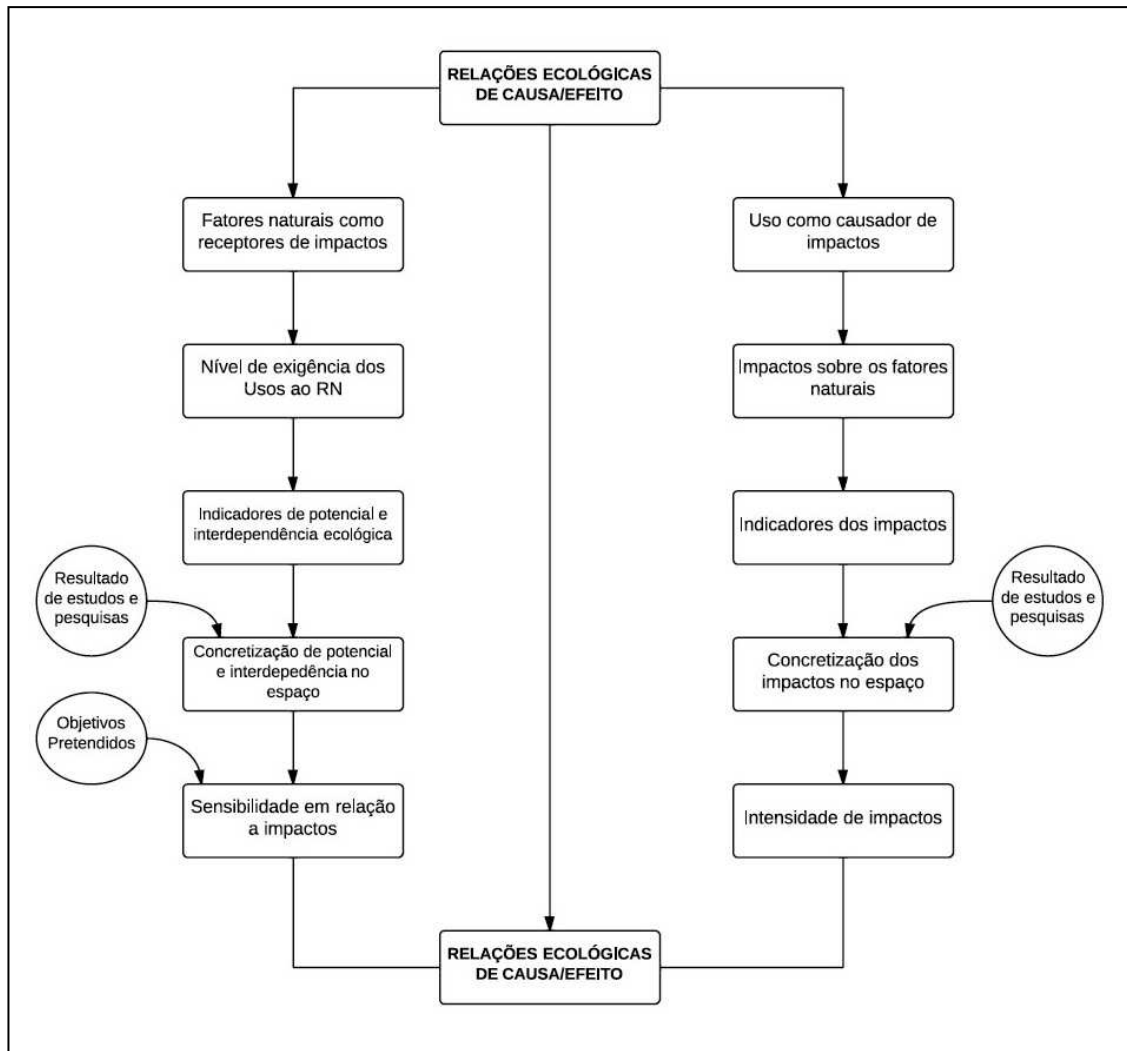 RELAÇÕES ECOLÓGICAS
DE CAUSA/EFEITO
Fatores naturais como
receptores de impactos
Uso como causador de
impactos
Nível de exigência dos
Usos ao RN
Impactos sobre os fatores
naturais
Indicadores de potencial e
interdependência ecológica
Indicadores dos impactos
Resultado
de estudos e
pesquisas
Resultado
de estudos e
pesquisas
Concretização de potencial
e interdepedência no
espaço
Concretização dos
impactos no espaço
Objetivos
Pretendidos
Sensibilidade em relação
a impactos
Intensidade de impactos
RELAÇÕES ECOLÓGICAS
DE CAUSA/EFEITO